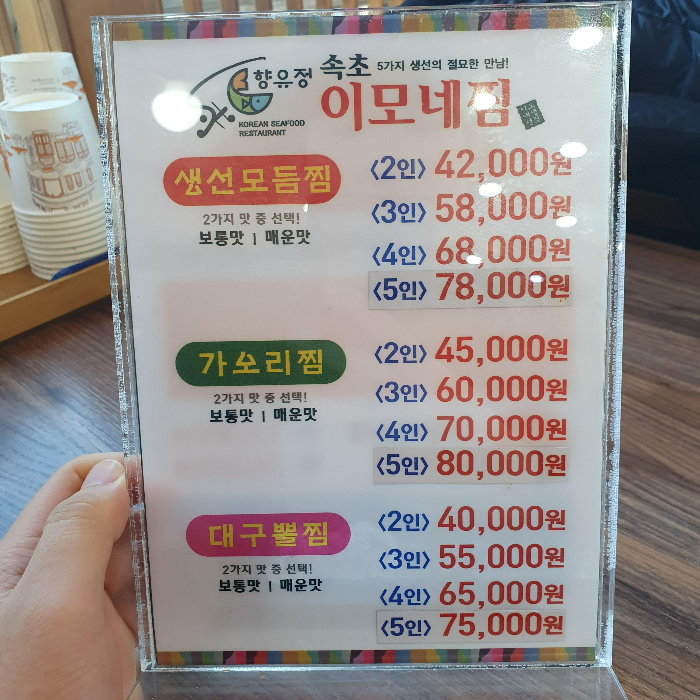 향유정
KOREAN SEAFOOD
RESTAURANT
속초 5가지 생선의 절묘한 만남!
이모네찜
생선모듬찜
2가지 맛 중 선택!
보통맛 | 매운맛
<2인> 42,000원
<3인> 58,000원
<4인> 68,000원
<5인> 78,000원
가오리찜
2가지 맛 중 선택!
보통맛 | 매운맛
<2인> 45,000원
<3인> 60,000원
<4인> 70,000원
<5인> 80,000원
대구뽈찜
2가지 맛 중 선택!
보통맛 | 매운맛
<2인> 40,000원
<3인> 55,000원
<4인> 65,000원
<5인> 75,000원